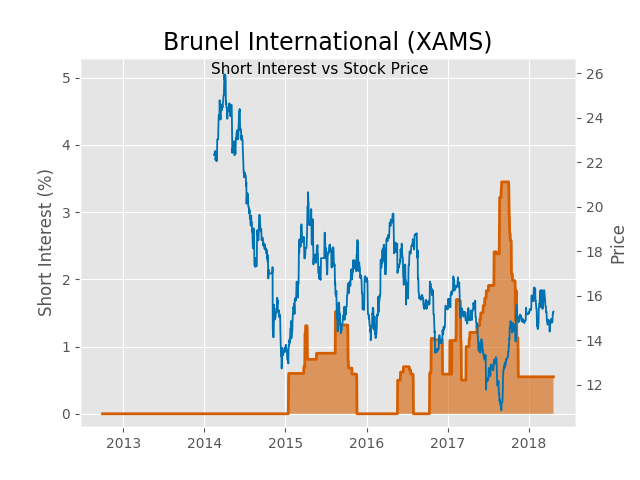 Brunel International (XAMS)
Short Interest vs Stock Price
Short Interest (%)
5
4
3
2
1
0
26
24
22
20
18
16
14
12
Price
2013 2014 2015 2016 2017 2018